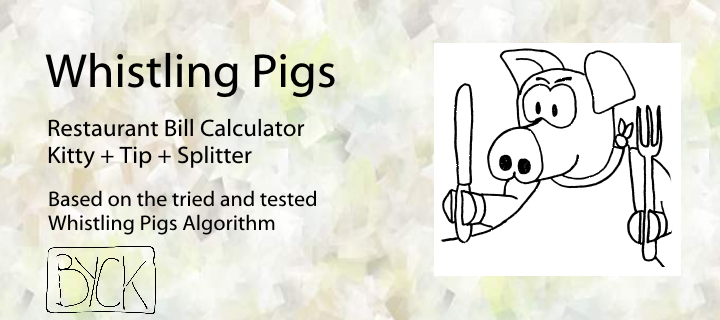 Whistling Pigs
Restaurant Bill Calculator
Kitty + Tip + Splitter
Based on the tried and tested
Whistling Pigs Algorithm
BYCK